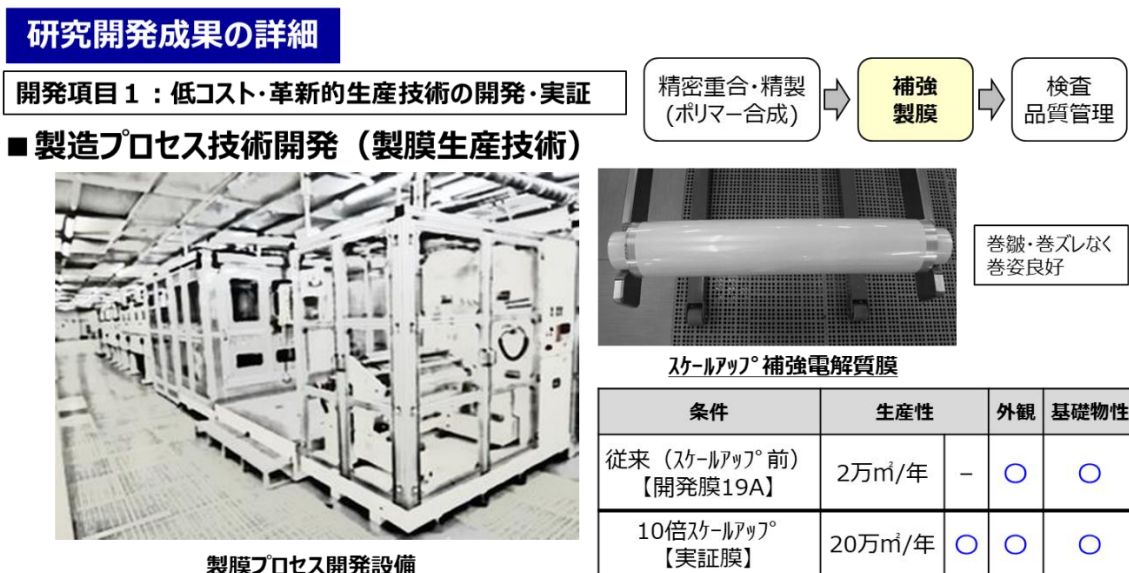 研究開発成果の詳細
開発項目1:低コスト・革新的生産技術の開発・実証
精密重合・精製
(ポリマー合成)
補強
製膜
検査
品質管理
■製造プロセス技術開発(製膜生産技術)
巻皺・巻ズレなく
巻姿良好
スケールアップ補強電解質膜
条件 生産性 外観 基礎物性
従来(スケールアップ前)
【開発膜19A】
2万㎡/年 – 〇 〇
10倍スケールアップ
【実証膜】
20万㎡/年 〇 〇 〇
製膜プロセス開発設備